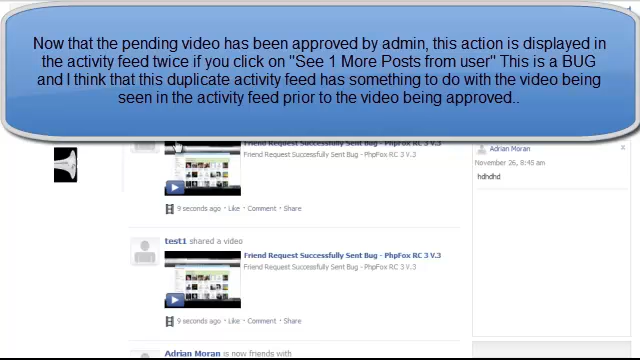 Now that the pending video has been approved by admin, this action is displayed in
the activity feed twice if you click on "See 1 More Posts from user" This is a BUG
and I think that this duplicate activity feed has something to do with the video being
seen in the activity feed prior to the video being approved..
Friend Request Successfully Sent Bug - PhpFox RC 3 V.3
Friend Request Successfully Sent Bug - PhpFox RC 3 V.3
9 seconds ago · Like · Comment · Share
test1 shared a video
Friend Request Successfully Sent Bug - PhpFox RC 3 V.3
Friend Request Successfully Sent Bug - PhpFox RC 3 V.3
9 seconds ago · Like · Comment · Share
Adrian Moran is now friends with
Adrian Moran
x
November 26, 8:45 am
hdhdhd